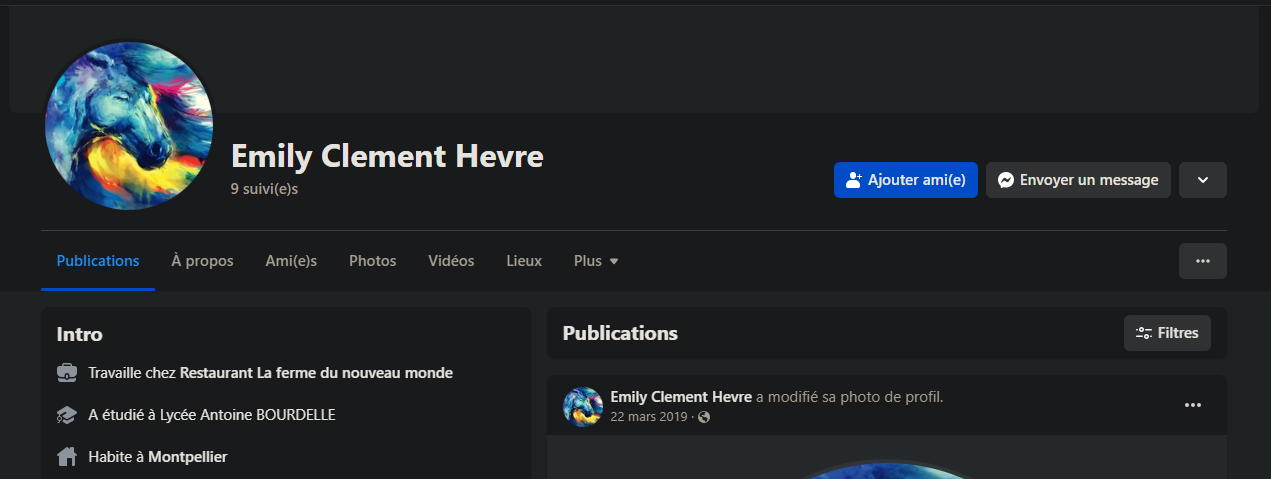 Emily Clement Hevre
9 suivi(e)s
Ajouter ami(e)
Envoyer un message
Publications
À propos
Ami(e)s
Photos
Vidéos
Lieux
Plus
Intro
Travaille chez Restaurant La ferme du nouveau monde
A étudié à Lycée Antoine BOURDELLE
Habite à Montpellier
Publications
Filtres
Emily Clement Hevre a modifié sa photo de profil.
22 mars 2019 ·